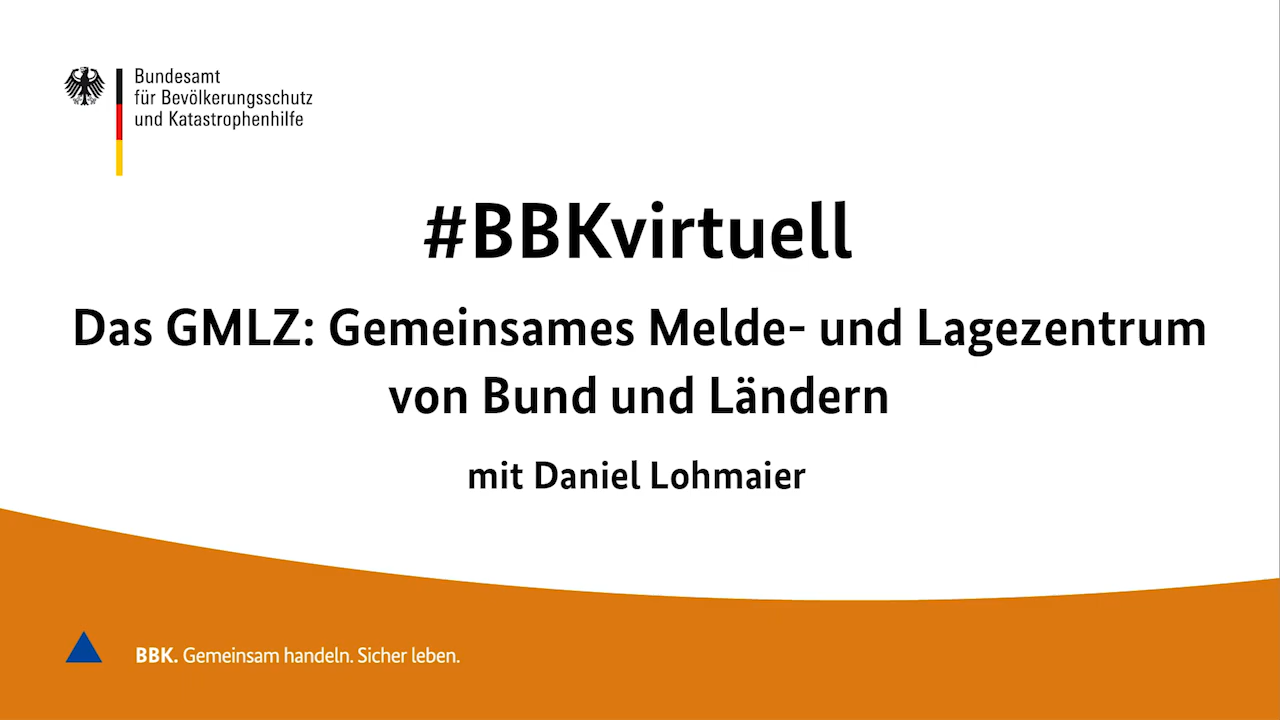 Bundesamt
für Bevölkerungsschutz
und Katastrophenhilfe
#BBKvirtuell
Das GMLZ: Gemeinsames Melde- und Lagezentrum
von Bund und Ländern
mit Daniel Lohmaier
BBK. Gemeinsam handeln. Sicher leben.